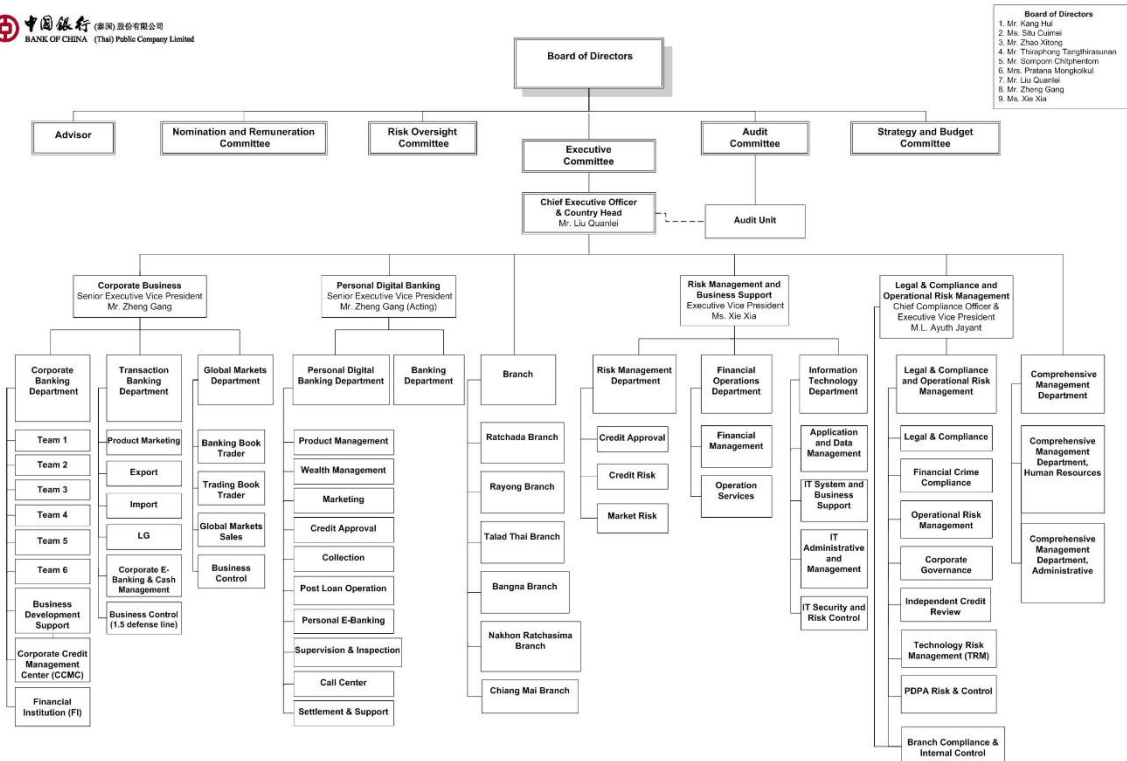 中國銀行 (泰国) 股份有限公司
BANK OF CHINA (Thai) Public Company Limited
Board of Directors
1. Mr. Kang Hui
2. Ms. Situ Cuimei
3. Mr. Zhao Xitong
4. Mr. Thiraphong Tangthirasunan
5. Mr. Somporn Chitphentom
6. Mrs. Pratana Mongkolkul
7. Mr. Liu Quanlei
8. Mr. Zheng Gang
9. Ms. Xie Xia
Board of Directors
Advisor
Nomination and Remuneration
Committee
Risk Oversight
Committee
Executive
Committee
Audit
Committee
Strategy and Budget
Committee
Chief Executive Officer
& Country Head
Mr. Liu Quanlei
Audit Unit
Corporate Business
Senior Executive Vice President
Mr. Zheng Gang
Personal Digital Banking
Senior Executive Vice President
Mr. Zheng Gang (Acting)
Risk Management and
Business Support
Executive Vice President
Ms. Xie Xia
Legal & Compliance and
Operational Risk Management
Chief Compliance Officer &
Executive Vice President
M.L. Ayuth Jayant
Corporate
Banking
Department
Team 1
Team 2
Team 3
Team 4
Team 5
Team 6
Business
Development
Support
Corporate Credit
Management
Center (CCMC)
Financial
Institution (FI)
Transaction
Banking
Department
Product Marketing
Export
Import
LG
Corporate E-
Banking & Cash
Management
Business Control
(1.5 defense line)
Global Markets
Department
Banking Book
Trader
Trading Book
Trader
Global Markets
Sales
Business
Control
Personal Digital
Banking Department
Product Management
Wealth Management
Marketing
Credit Approval
Collection
Post Loan Operation
Personal E-Banking
Supervision & Inspection
Call Center
Settlement & Support
Banking
Department
Branch
Ratchada Branch
Rayong Branch
Talad Thai Branch
Bangna Branch
Nakhon Ratchasima
Branch
Chiang Mai Branch
Risk Management
Department
Credit Approval
Credit Risk
Market Risk
Financial
Operations
Department
Financial
Management
Operation
Services
Information
Technology
Department
Application
and Data
Management
IT System and
Business
Support
IT
Administrative
and
Management
IT Security and
Risk Control
Legal & Compliance
and Operational Risk
Management
Legal & Compliance
Financial Crime
Compliance
Operational Risk
Management
Corporate
Governance
Independent Credit
Review
Technology Risk
Management (TRM)
PDPA Risk & Control
Branch Compliance &
Internal Control
Comprehensive
Management
Department
Comprehensive
Management
Department,
Human Resources
Comprehensive
Management
Department,
Administrative